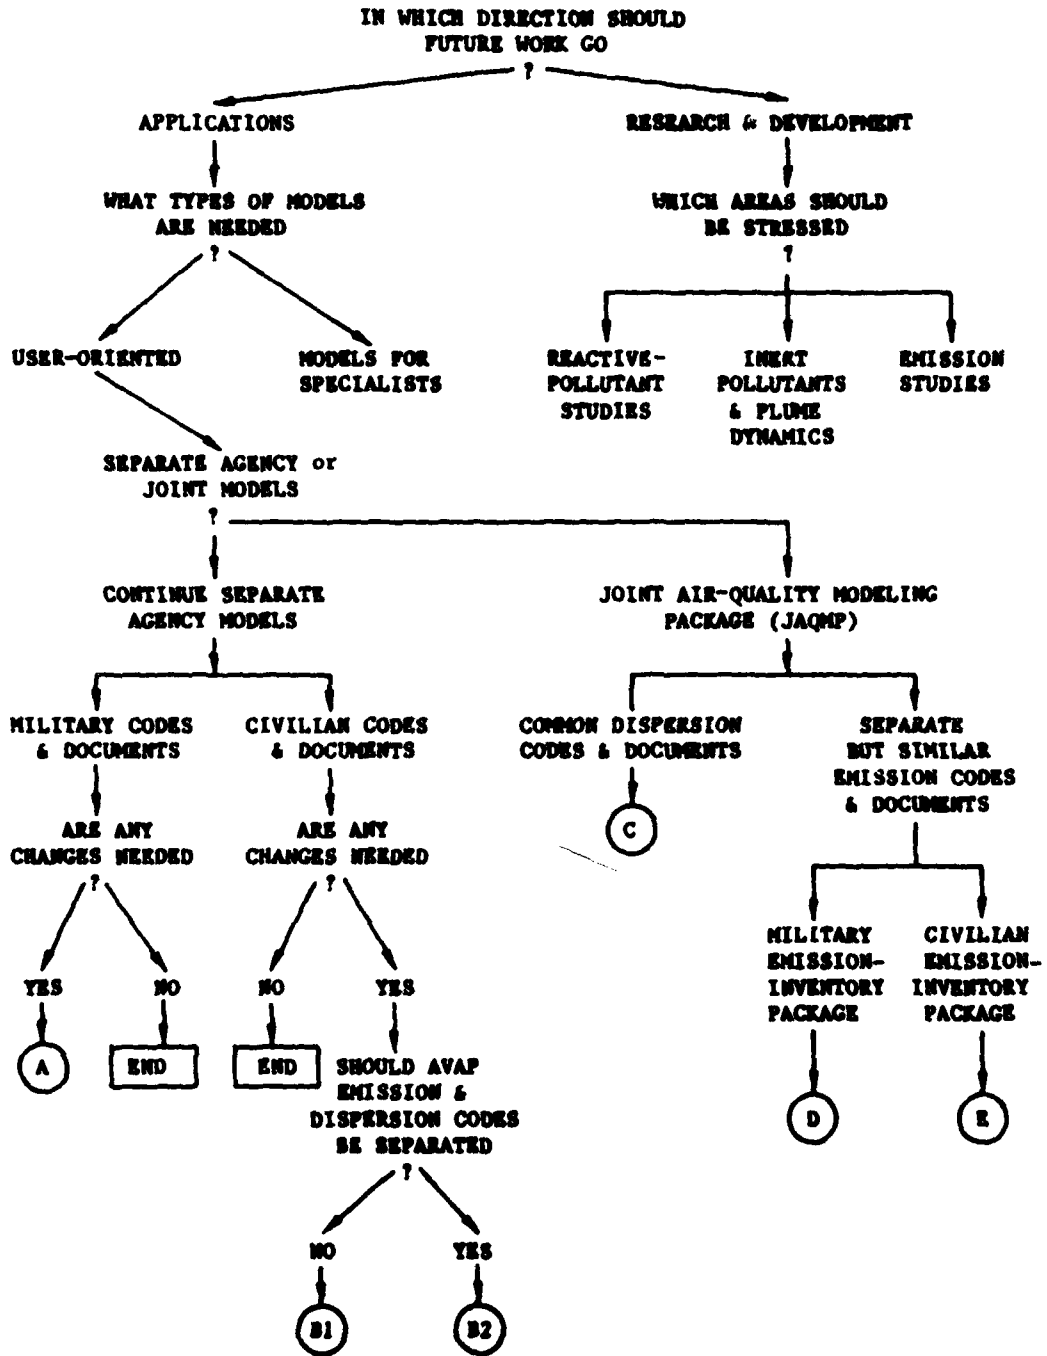 IN WHICH DIRECTION SHOULD
FUTURE WORK GO
?
APPLICATIONS
RESEARCH & DEVELOPMENT
WHAT TYPES OF MODELS
ARE NEEDED
?
WHICH AREAS SHOULD
BE STRESSED
?
USER-ORIENTED
MODELS FOR
SPECIALISTS
REACTIVE-
POLLUTANT
STUDIES
INERT
POLLUTANTS
& PLUME
DYNAMICS
EMISSION
STUDIES
SEPARATE AGENCY or
JOINT MODELS
?
CONTINUE SEPARATE
AGENCY MODELS
JOINT AIR-QUALITY MODELING
PACKAGE (JAQMP)
MILITARY CODES
& DOCUMENTS
CIVILIAN CODES
& DOCUMENTS
COMMON DISPERSION
CODES & DOCUMENTS
SEPARATE
BUT SIMILAR
EMISSION CODES
& DOCUMENTS
ARE ANY
CHANGES NEEDED
?
ARE ANY
CHANGES NEEDED
?
C
MILITARY
EMISSION-
INVENTORY
PACKAGE
CIVILIAN
EMISSION-
INVENTORY
PACKAGE
YES
NO
NO
YES
A
END
END
SHOULD AVAP
EMISSION &
DISPERSION CODES
BE SEPARATED
?
D
E
NO
YES
B1
B2